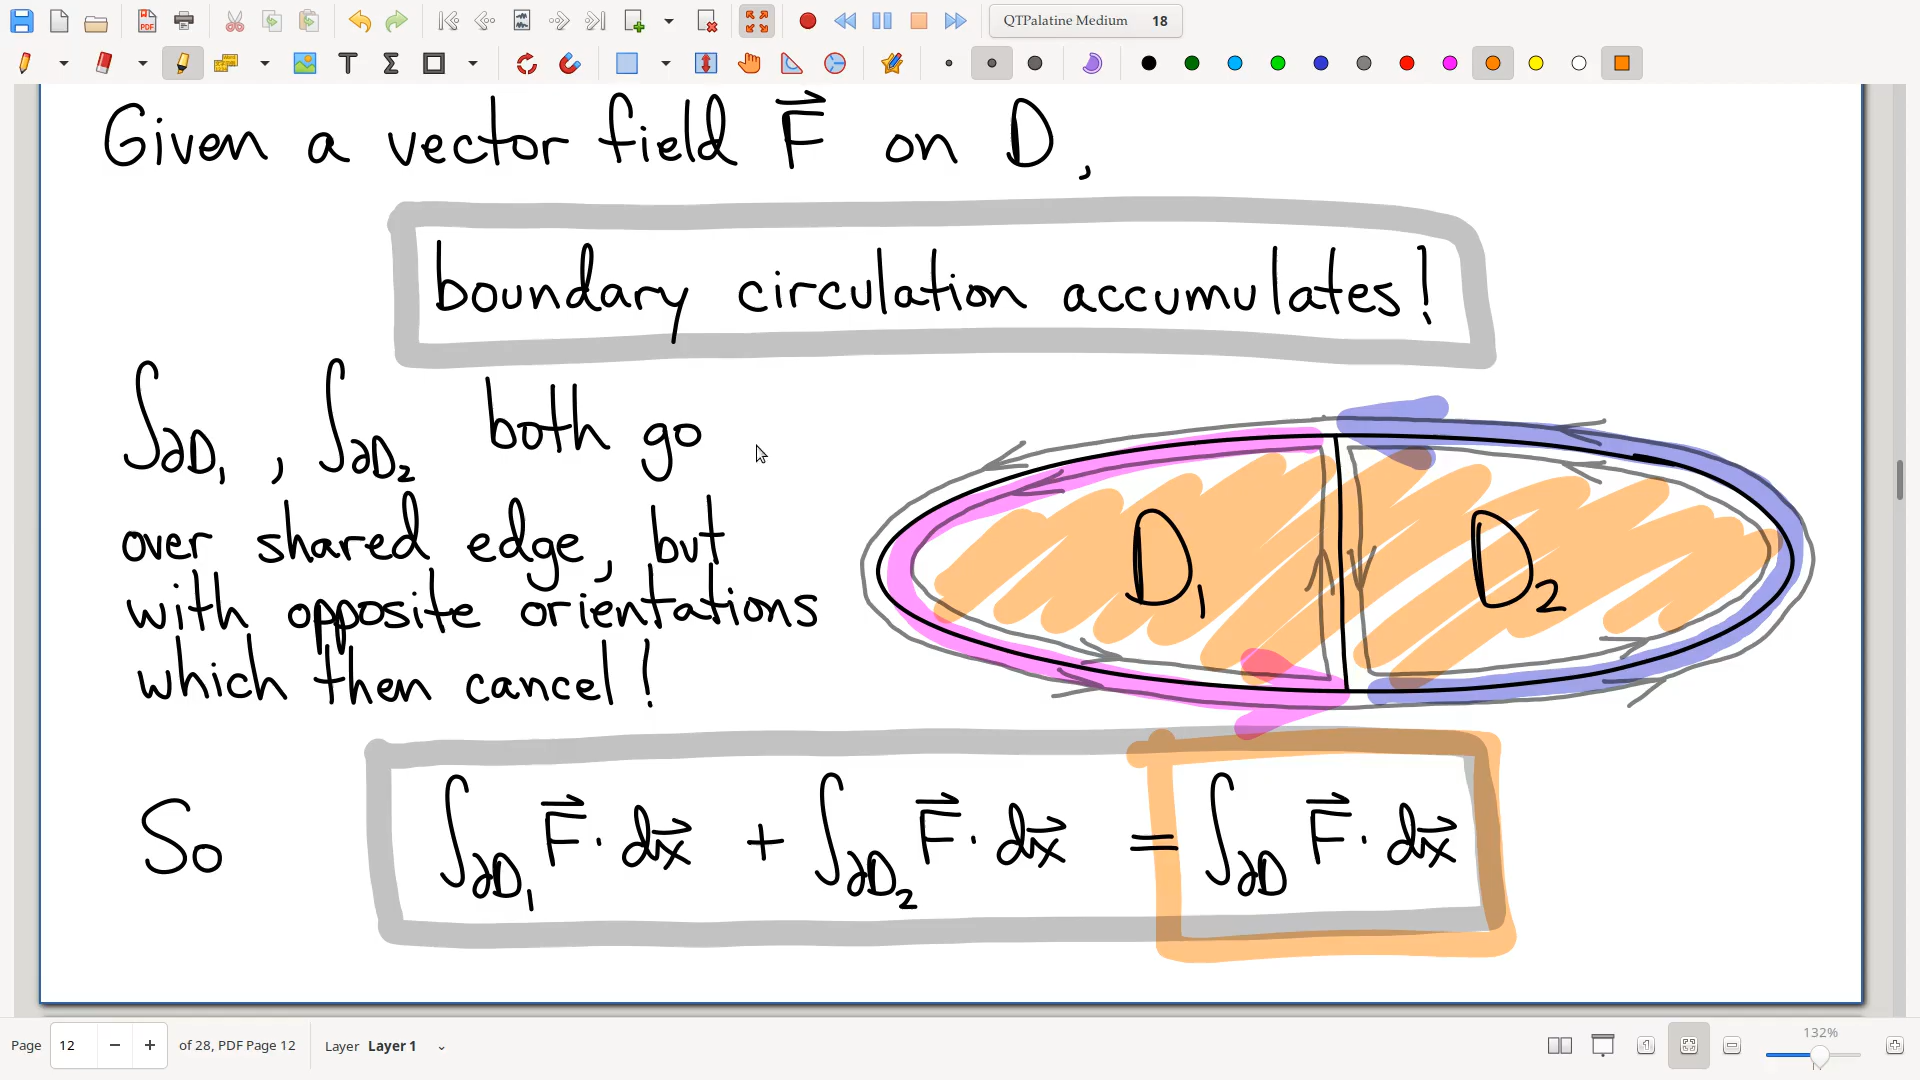 QTPalatine Medium 18
Given a vector field F⃗ on D,
boundary circulation accumulates!
∫∂D₁ , ∫∂D₂ both go
over shared edge, but
with opposite orientations
which then cancel!
D₁ D₂
So ∫∂D₁ F⃗ · dx⃗ + ∫∂D₂ F⃗ · dx⃗ = ∫∂D F⃗ · dx⃗
Page 12 − + of 28, PDF Page 12 Layer Layer 1 132%